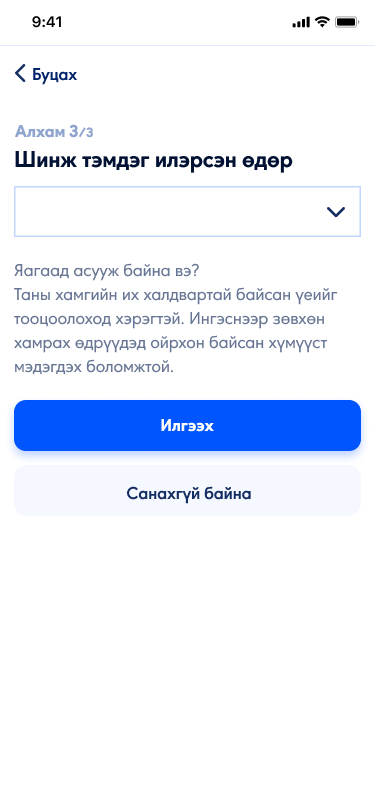 9:41
Буцах
Алхам 3/3
Шинж тэмдэг илэрсэн өдөр
Яагаад асууж байна вэ?
Таны хамгийн их халдвартай байсан үеийг
тооцоолоход хэрэгтэй. Ингэснээр зөвхөн
хамрах өдрүүдэд ойрхон байсан хүмүүст
мэдэгдэх боломжтой.
Илгээх
Санахгүй байна